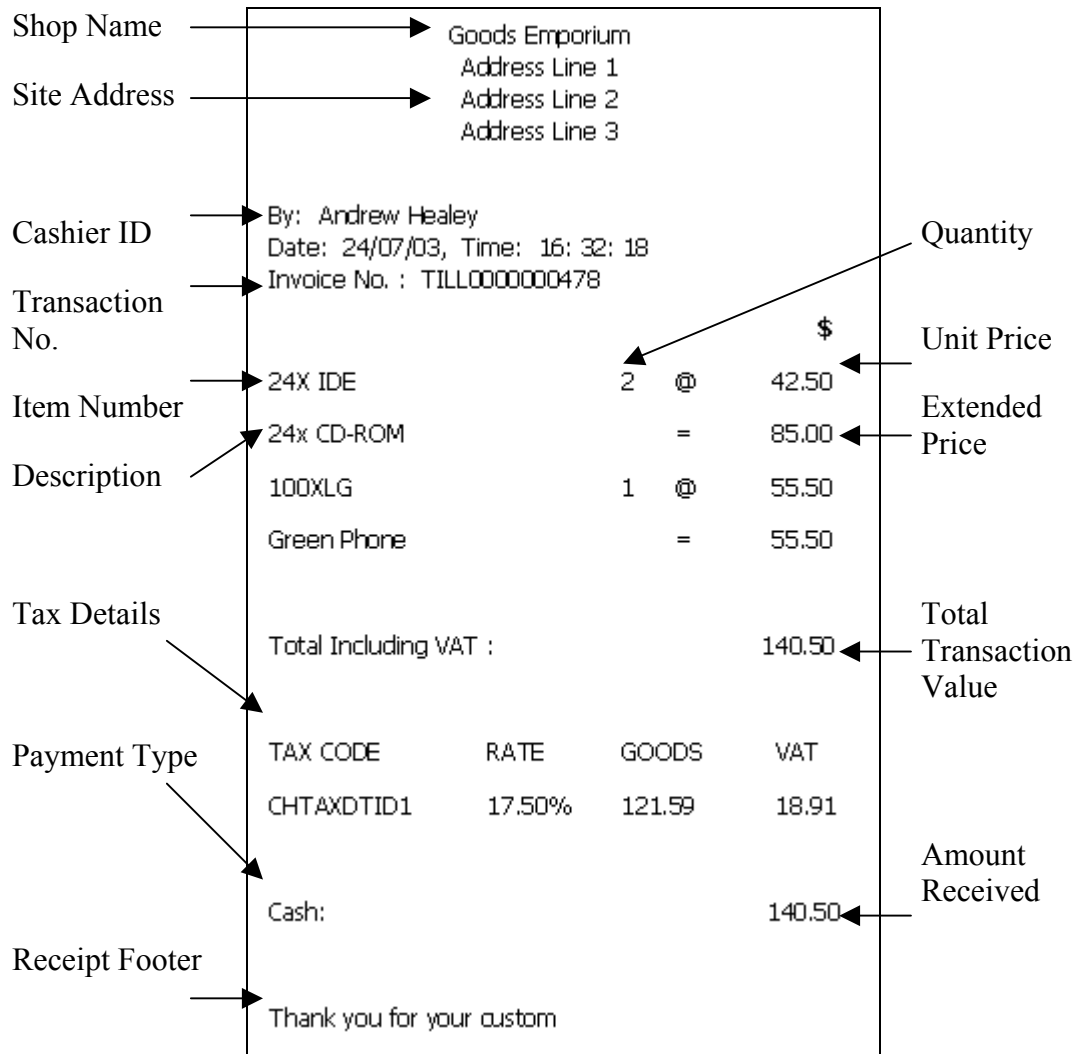 Shop Name
Goods Emporium
Address Line 1
Site Address
Address Line 2
Address Line 3
Cashier ID
By: Andrew Healey
Date: 24/07/03, Time: 16: 32: 18
Quantity
Transaction
No.
Invoice No. : TILL0000000478
$
Unit Price
Item Number
24X IDE 2 @ 42.50
Extended
Price
Description
24x CD-ROM = 85.00
100XLG 1 @ 55.50
Green Phone = 55.50
Tax Details
Total Including VAT : 140.50
Total
Transaction
Value
Payment Type
TAX CODE RATE GOODS VAT
CHTAXDTID1 17.50% 121.59 18.91
Amount
Received
Cash: 140.50
Receipt Footer
Thank you for your custom